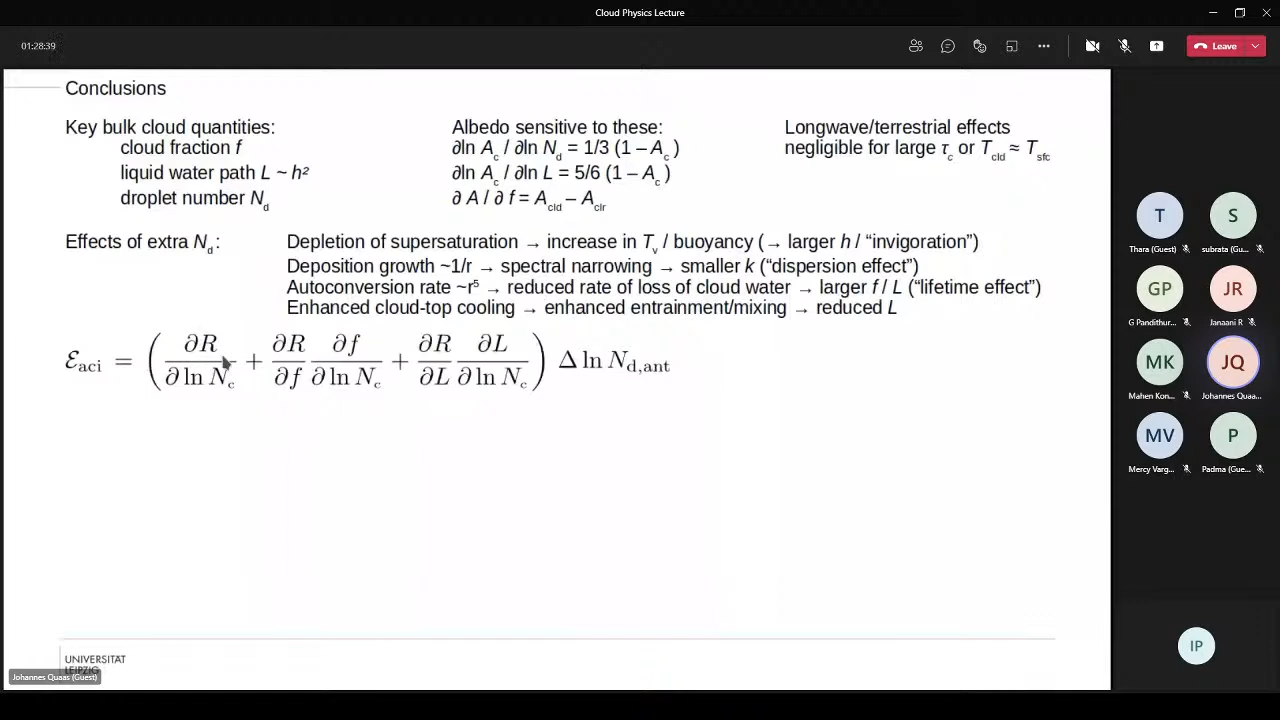 Cloud Physics Lecture
01:28:39
Leave
Conclusions
Key bulk cloud quantities:
cloud fraction f
liquid water path L ~ h²
droplet number N_d
Albedo sensitive to these:
∂ln A_c / ∂ln N_d = 1/3 (1 – A_c )
∂ln A_c / ∂ln L = 5/6 (1 – A_c )
∂ A / ∂ f = A_cld – A_clr
Longwave/terrestrial effects
negligible for large τ_c or T_cld ≈ T_sfc
Effects of extra N_d:
Depletion of supersaturation → increase in T_v / buoyancy (→ larger h / “invigoration”)
Deposition growth ~1/r → spectral narrowing → smaller k (“dispersion effect”)
Autoconversion rate ~r⁵ → reduced rate of loss of cloud water → larger f / L (“lifetime effect”)
Enhanced cloud-top cooling → enhanced entrainment/mixing → reduced L
ℰ_aci = ( ∂R / ∂ ln N_c + ∂R / ∂f ∂f / ∂ ln N_c + ∂R / ∂L ∂L / ∂ ln N_c ) Δ ln N_d,ant
UNIVERSITAT
LEIPZIG
Johannes Quaas (Guest)
T
Thara (Guest)
S
subrata (Gu...
GP
G Pandithur...
JR
Janaani R
MK
Mahen Kon...
JQ
Johannes Quaa...
MV
Mercy Varg...
P
Padma (Gue...
IP